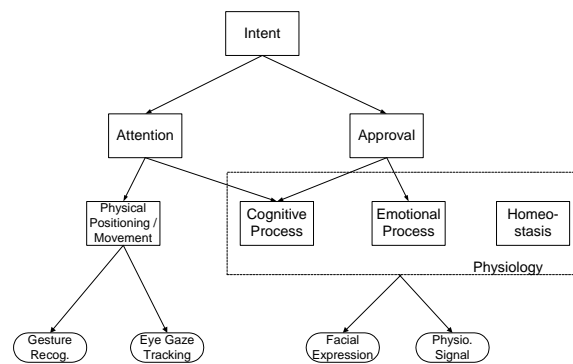 Intent
Attention
Approval
Physical
Positioning /
Movement
Cognitive
Process
Emotional
Process
Homeo-
stasis
Physiology
Gesture
Recog.
Eye Gaze
Tracking
Facial
Expression
Physio.
Signal